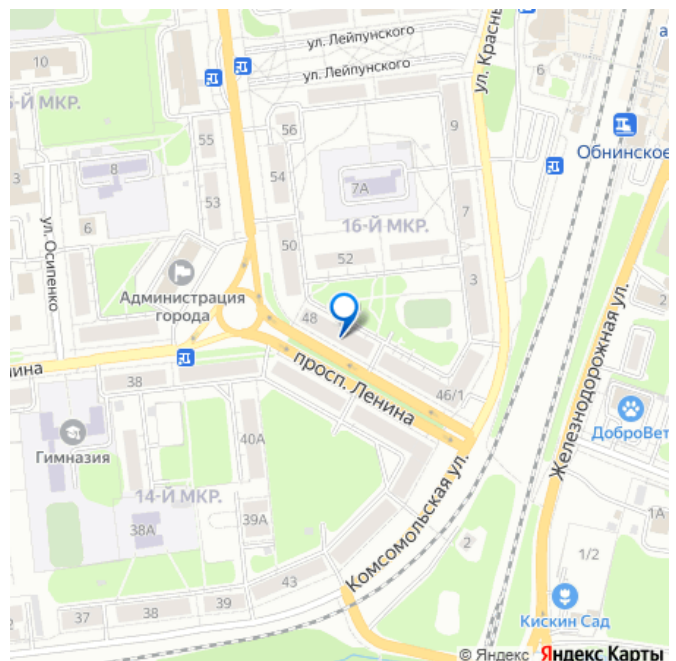 ул. Лейпунского
ул. Лейпунского
ул. Красны
а
10
6
Обнинское
-Й МКР.
55
56
9
54
8
7А
3
53
6
7
16-Й МКР.
ул. Осипенко
50
52
3
Администрация
города
48
2
Железнодорожная ул.
ина
38
просп. Ленина
46/1
ДоброВет
Гимназия
40А
14-Й МКР.
Комсомольская ул.
1А
39А
38А
2
1/2
43
37
38
39
Кискин Сад
© Яндекс Яндекс Карты